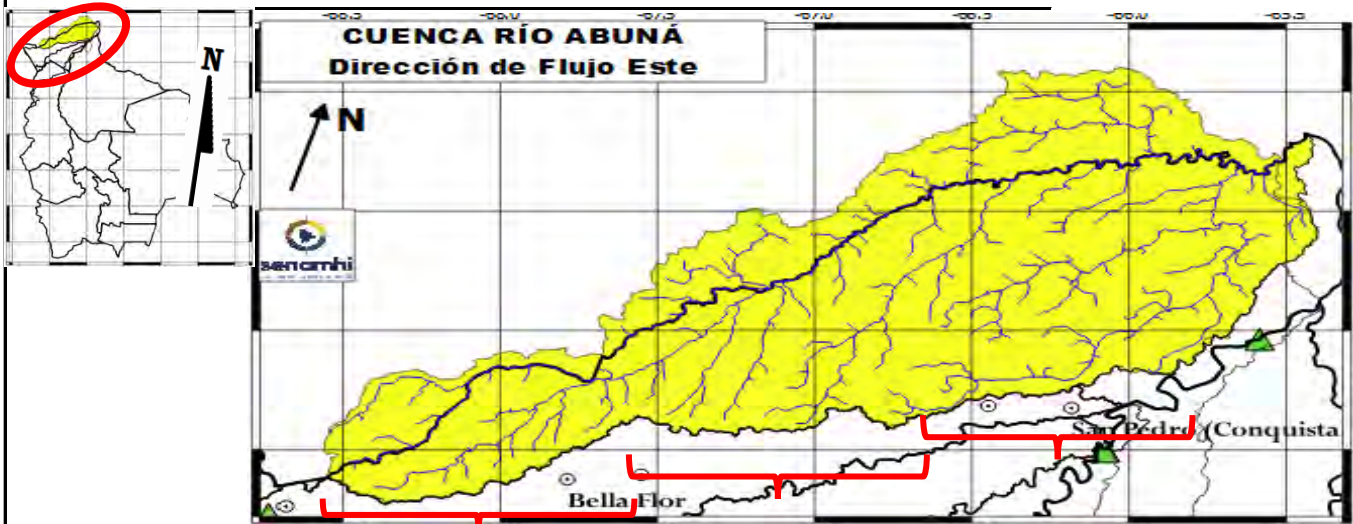 CUENCA RÍO ABUNÁ
Dirección de Flujo Este
N
N
senamhi
San Pedro (Conquista
Bella Flor